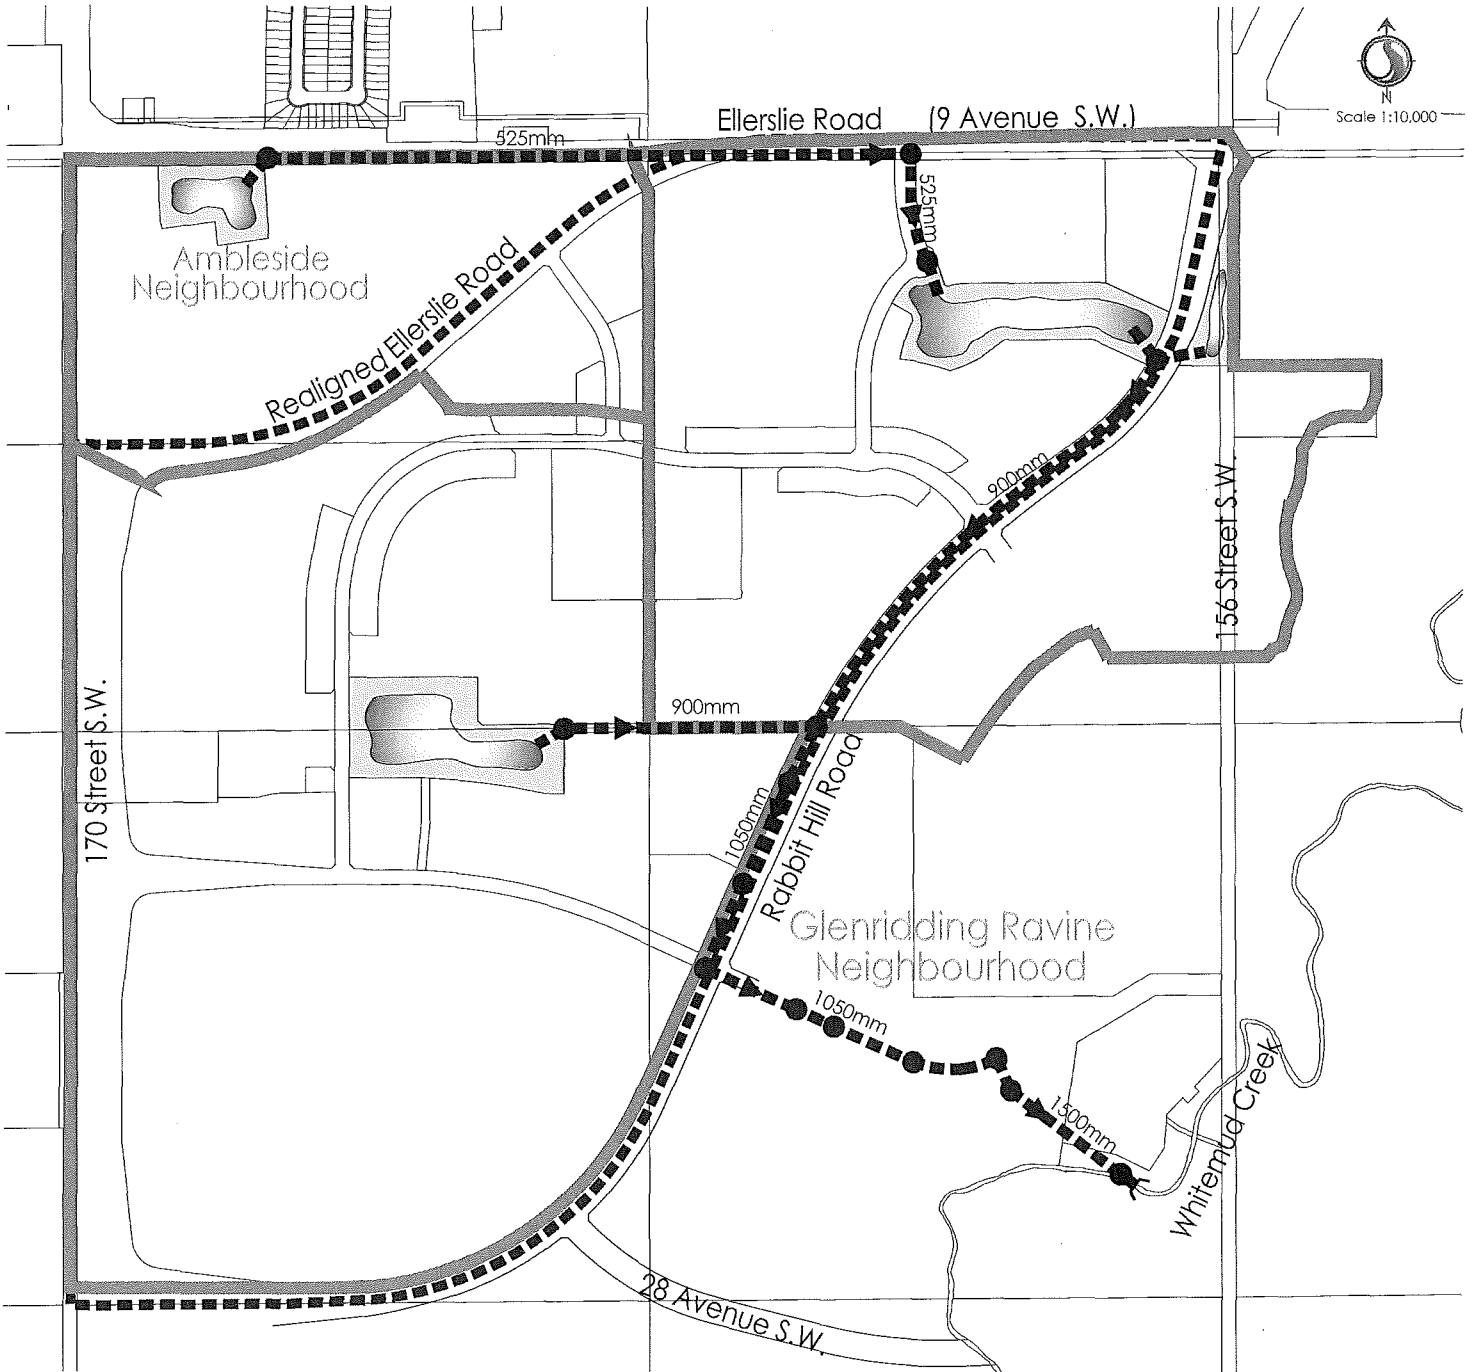 N
Scale 1:10,000
Ellerslie Road (9 Avenue S.W.)
525mm
525mm
Ambleside
Neighbourhood
Realigned Ellerslie Road
900mm
156 Street S.W.
170 Street S.W.
900mm
1050mm
Rabbit Hill Road
Glenridding Ravine
Neighbourhood
1050mm
1500mm
Whitemud Creek
28 Avenue S.W.